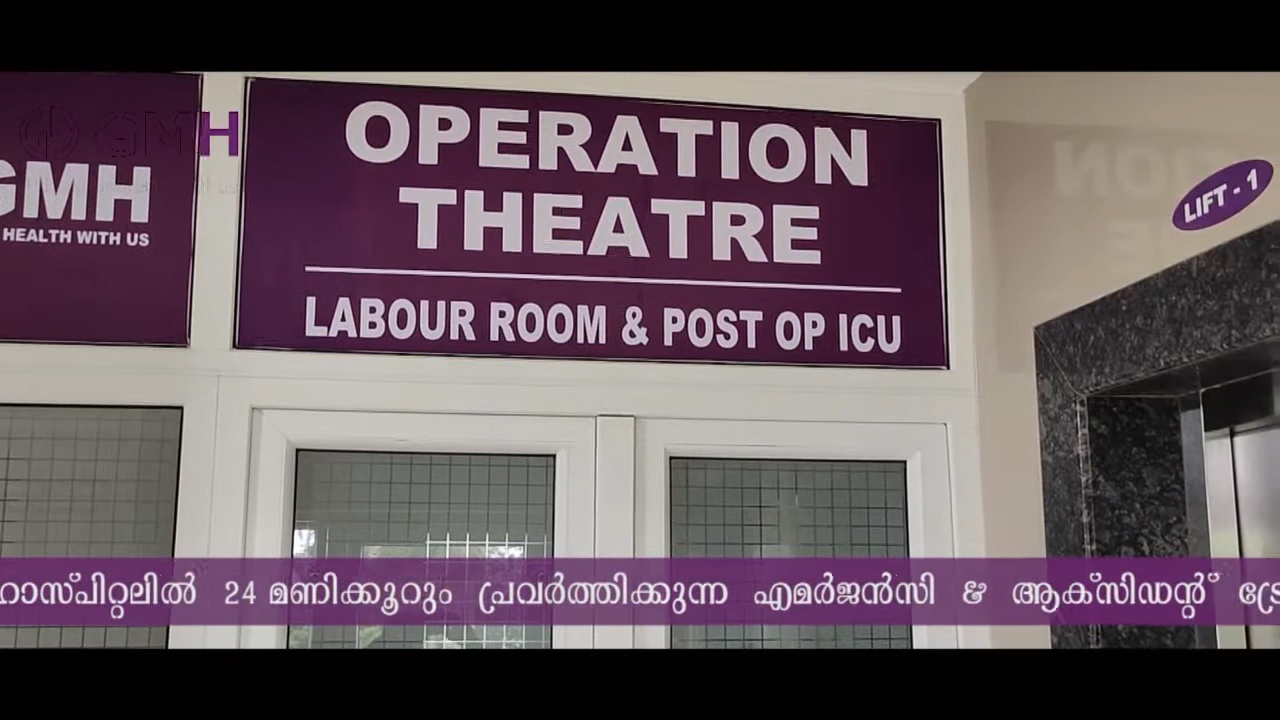 GMH
GMH
HEALTH WITH US
OPERATION
THEATRE
LABOUR ROOM & POST OP ICU
LIFT - 1
ഹാസ്പിറ്റലിൽ 24 മണിക്കൂറും പ്രവർത്തിക്കുന്ന എമർജൻസി & ആക്സിഡന്റ്